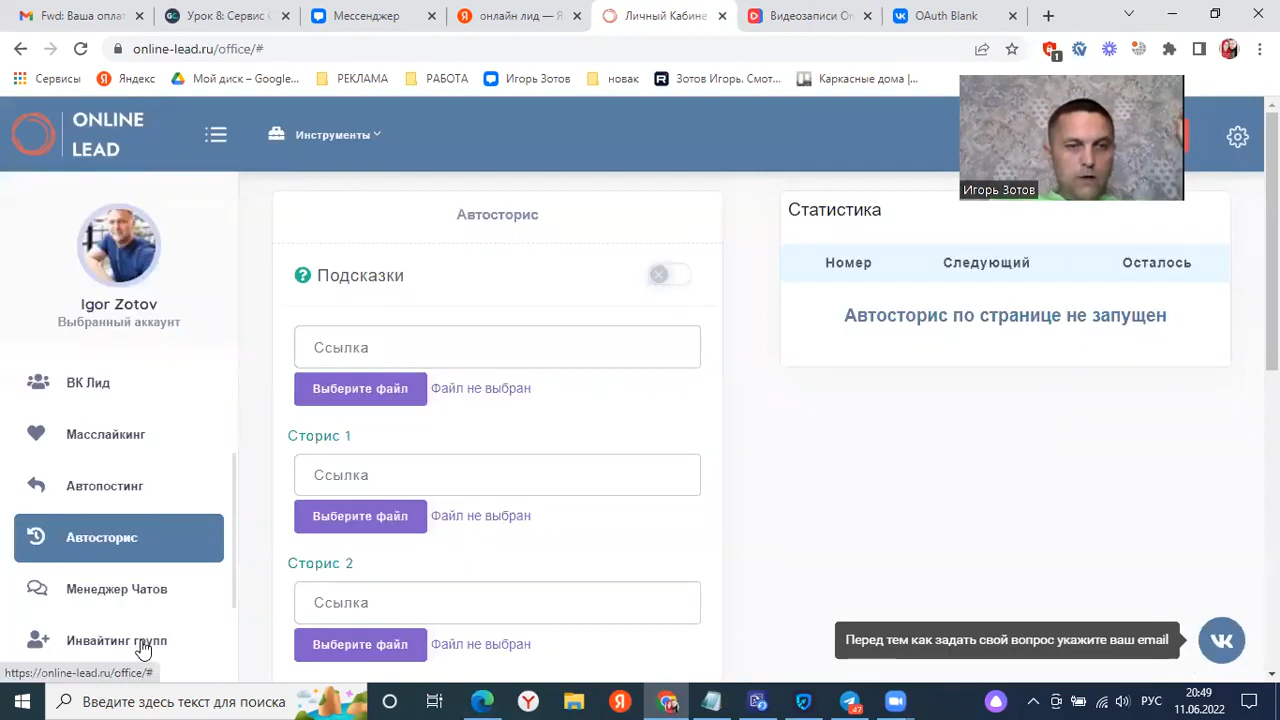 Fwd: Ваша опла
Урок 8: Сервис
Мессенджер
онлайн лид — Я
Личный Кабине
Видеозаписи On
OAuth Blank
online-lead.ru/office/#
1
Сервисы
Яндекс
Мой диск – Google...
РЕКЛАМА
РАБОТА
Игорь Зотов
новак
Зотов Игорь. Смот...
Каркасные дома |...
ONLINE
LEAD
Инструменты
Игорь Зотов
Автосторис
Статистика
Номер
Следующий
Осталось
Автосторис по странице не запущен
Подсказки
Igor Zotov
Выбранный аккаунт
Ссылка
Выберите файл
Файл не выбран
Сторис 1
Ссылка
Выберите файл
Файл не выбран
Сторис 2
Ссылка
Выберите файл
Файл не выбран
ВК Лид
Масслайкинг
Автопостинг
Автосторис
Менеджер Чатов
Инвайтинг групп
https://online-lead.ru/office/#
Перед тем как задать свой вопрос укажите ваш email
Введите здесь текст для поиска
47
РУС
20:49
11.06.2022